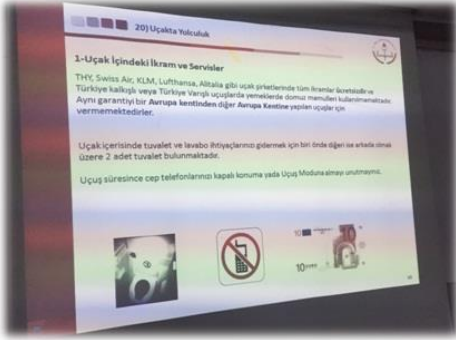 20) Uçakta Yolculuk
1-Uçak İçindeki İkram ve Servisler
THY, Swiss Air, KLM, Lufthansa, Alitalia gibi uçak şirketlerinde tüm ikramlar ücretsizdir ve
Türkiye kalkışlı veya Türkiye Varışlı uçuşlarda yemeklerde domuz mamulleri kullanılmamaktadır.
Aynı garantiyi bir Avrupa kentinden diğer Avrupa Kentine yapılan uçuşlar için
vermemektedirler.
Uçak içerisinde tuvalet ve lavabo ihtiyaçlarınızı gidermek için biri önde diğeri ise arkada olmak
üzere 2 adet tuvalet bulunmaktadır.
Uçuş süresince cep telefonlarınızı kapalı konuma yada Uçuş Moduna almayı unutmayınız.
10
10 EURO